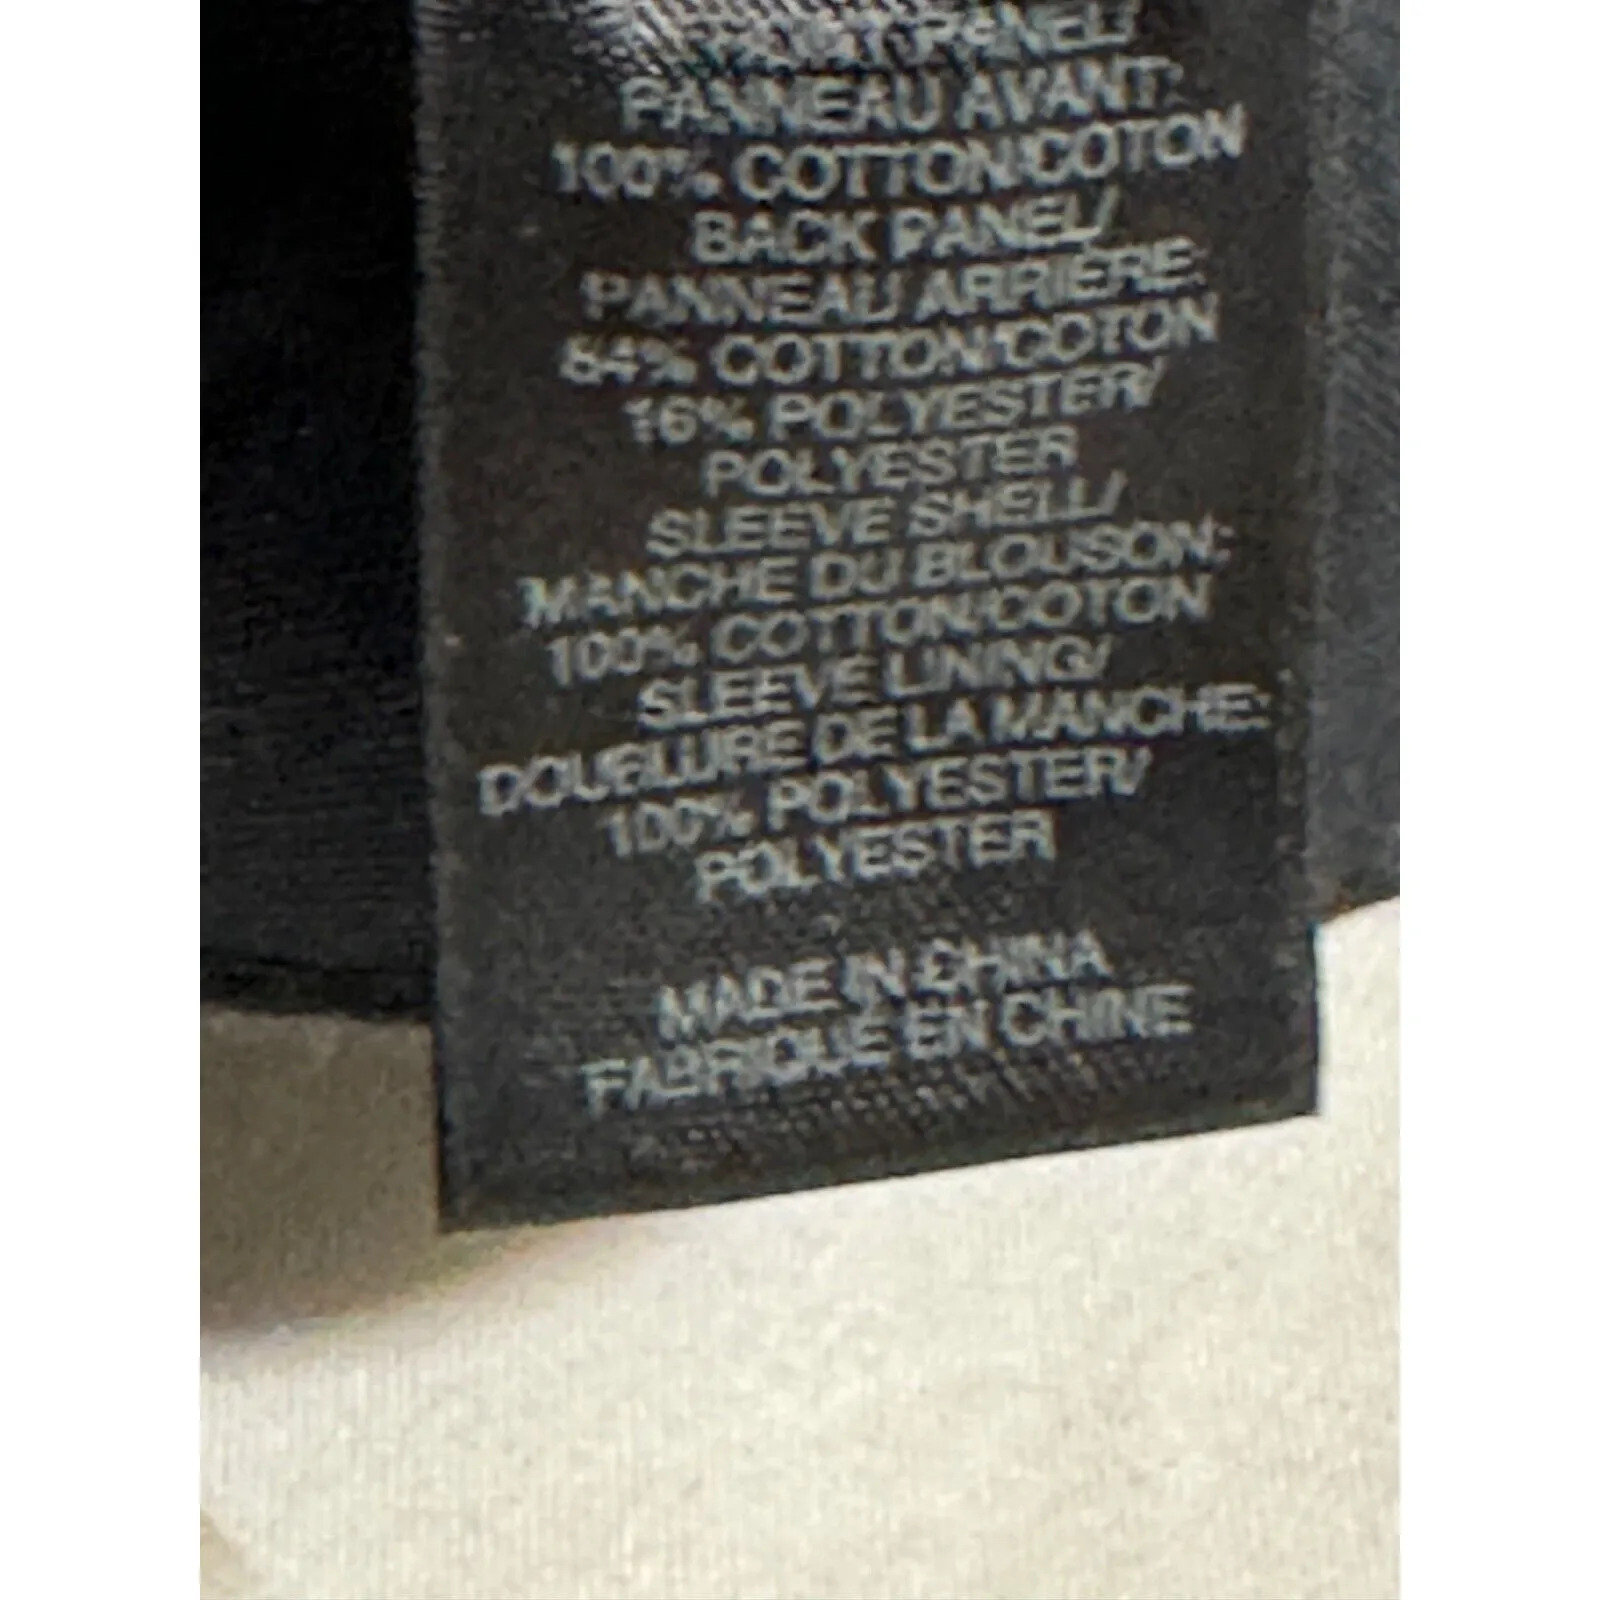 FRONT PANEL/
PANNEAU AVANT:
100% COTTON/COTON
BACK PANEL/
PANNEAU ARRIÈRE:
84% COTTON/COTON
16% POLYESTER/
POLYESTER
SLEEVE SHELL/
MANCHE DU BLOUSON:
100% COTTON/COTON
SLEEVE LINING/
DOUBLURE DE LA MANCHE:
100% POLYESTER/
POLYESTER
MADE IN CHINA
FABRIQUÉ EN CHINE